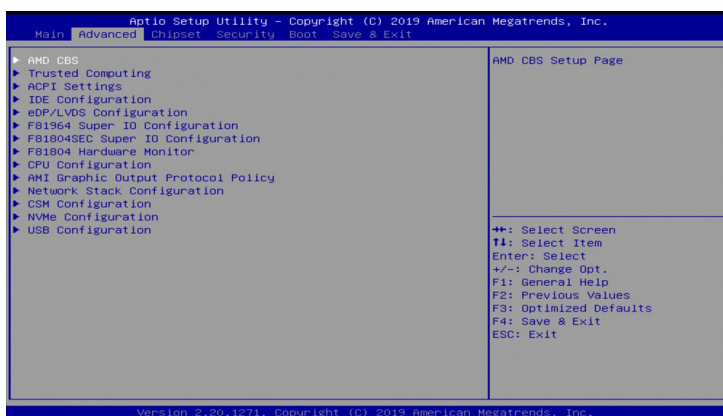 Aptio Setup Utility – Copyright (C) 2019 American Megatrends, Inc.
Main Advanced Chipset Security Boot Save & Exit
▶ AMD CBS
▶ Trusted Computing
▶ ACPI Settings
▶ IDE Configuration
▶ eDP/LVDS Configuration
▶ F81964 Super IO Configuration
▶ F81804SEC Super IO Configuration
▶ F81804 Hardware Monitor
▶ CPU Configuration
▶ AMI Graphic Output Protocol Policy
▶ Network Stack Configuration
▶ CSM Configuration
▶ NVMe Configuration
▶ USB Configuration
AMD CBS Setup Page
→←: Select Screen
↑↓: Select Item
Enter: Select
+/-: Change Opt.
F1: General Help
F2: Previous Values
F3: Optimized Defaults
F4: Save & Exit
ESC: Exit
Version 2.20.1271. Copyright (C) 2019 American Megatrends, Inc.